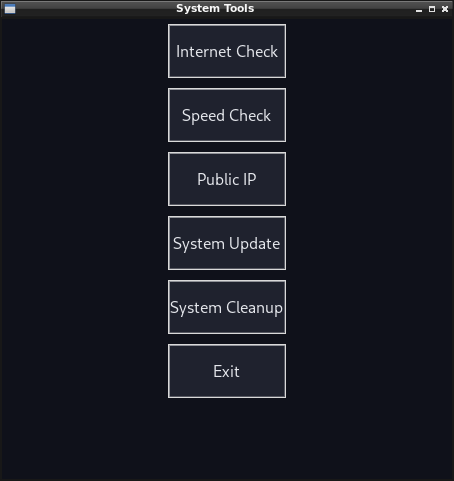 System Tools
Internet Check
Speed Check
Public IP
System Update
System Cleanup
Exit